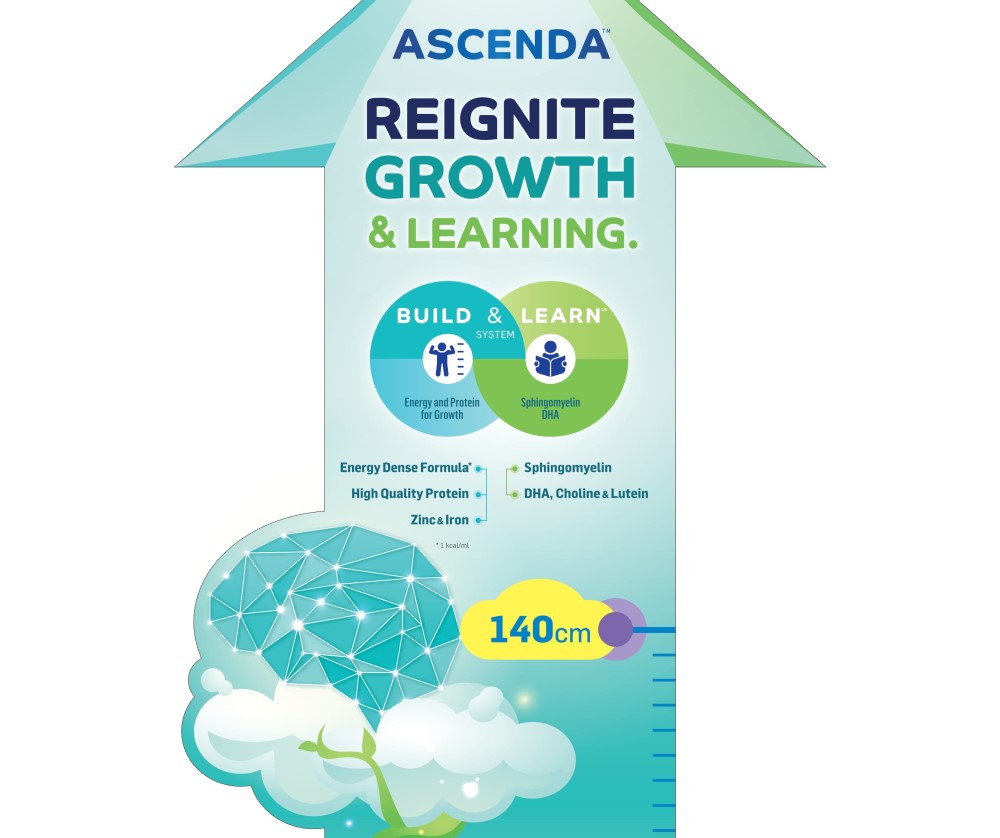 ASCENDA™
REIGNITE
GROWTH
& LEARNING.
BUILD & LEARN™
SYSTEM
Energy and Protein
for Growth
Sphingomyelin
DHA
Energy Dense Formula*
High Quality Protein
Zinc & Iron
* 1 kcal/ml
Sphingomyelin
DHA, Choline & Lutein
140cm